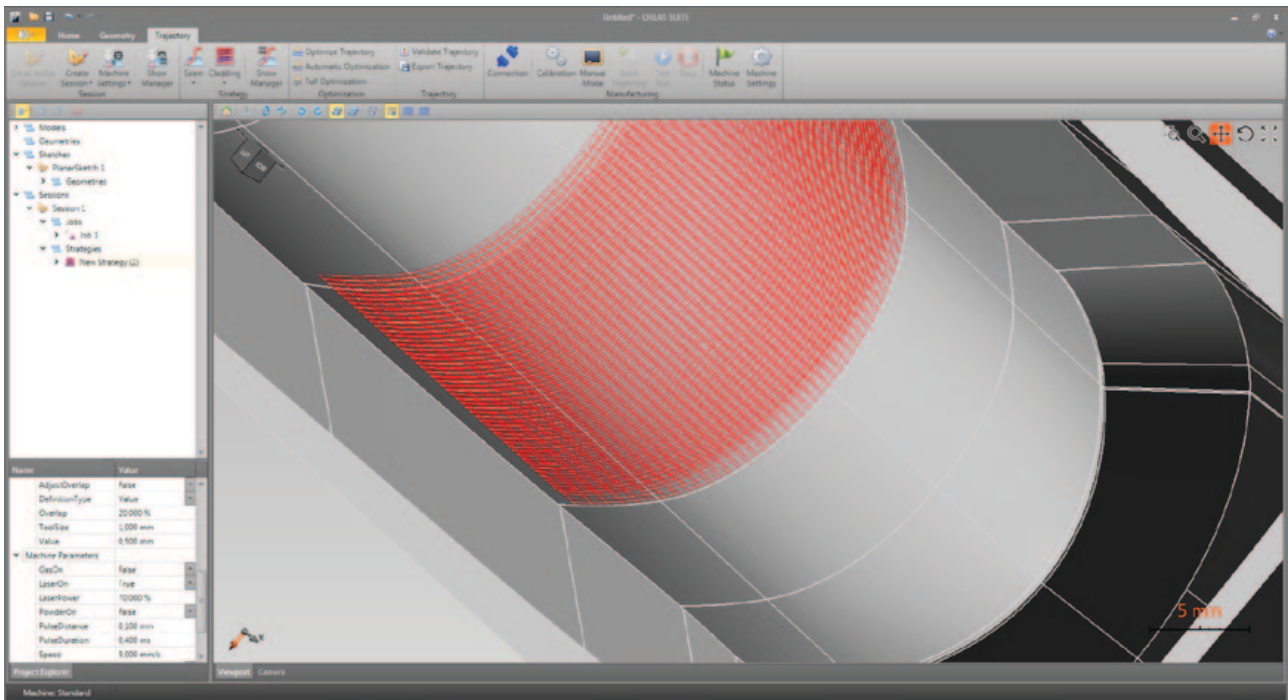 Untitled* - CHLAS SUITE
Home Geometry Trajectory
Create Session Machine Settings Show Manager Seam Cladding Show Manager
Optimize Trajectory
Automatic Optimization
Full Optimization
Validate Trajectory
Export Trajectory
Connection Calibration Manual Mode Machine Status Machine Settings
Session Strategy Optimization Trajectory Manufacturing
Models
Geometries
Sketches
PlanarSketch 1
Geometries
Sessions
Session 1
Jobs
Job 1
Strategies
New Strategy (2)
Name Value
AdjustOverlap False
DefinitionType Value
Overlap 20,000 %
ToolSize 1,000 mm
Value 0,500 mm
Machine Parameters
GasOn False
LaserOn True
LaserPower 70,000 %
PowderOn False
PulseDistance 0,100 mm
PulseDuration 0,400 ms
Speed 5,000 mm/s
5 mm
Project Explorer Viewport Camera
Machine: Standard